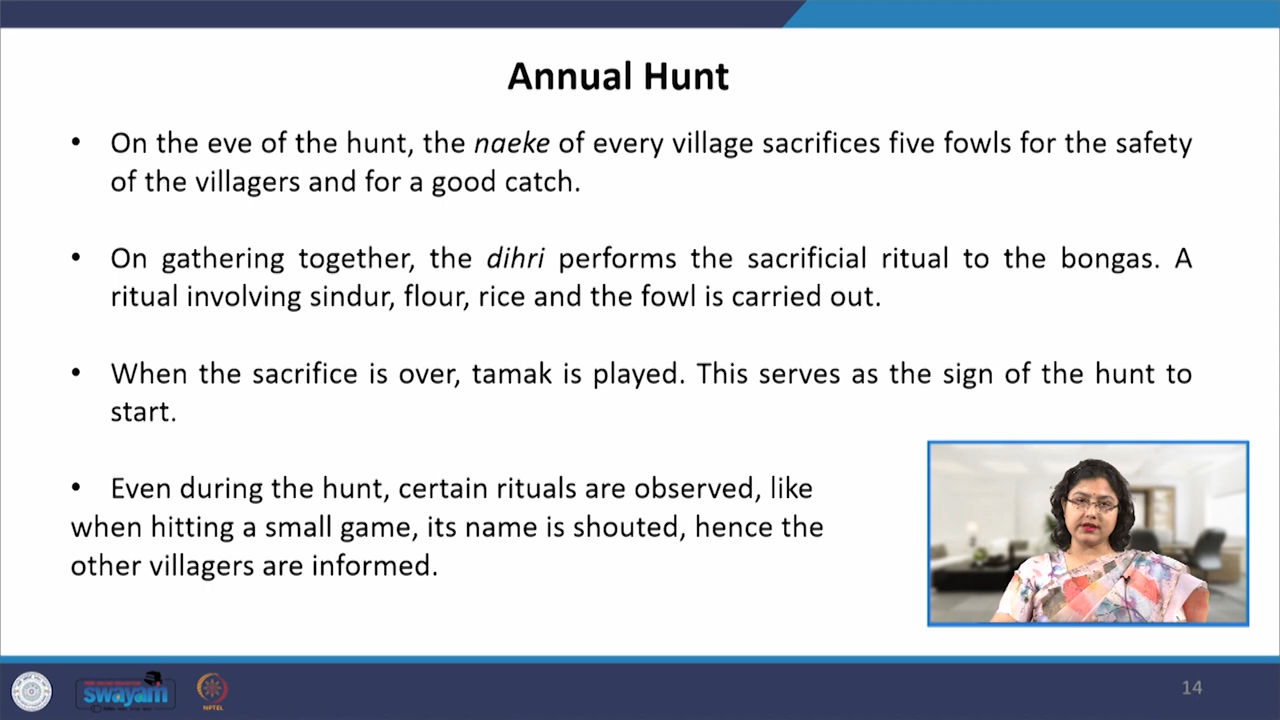 Annual Hunt
• On the eve of the hunt, the naeke of every village sacrifices five fowls for the safety
of the villagers and for a good catch.
• On gathering together, the dihri performs the sacrificial ritual to the bongas. A
ritual involving sindur, flour, rice and the fowl is carried out.
• When the sacrifice is over, tamak is played. This serves as the sign of the hunt to
start.
• Even during the hunt, certain rituals are observed, like
when hitting a small game, its name is shouted, hence the
other villagers are informed.
swayam
NPTEL
14